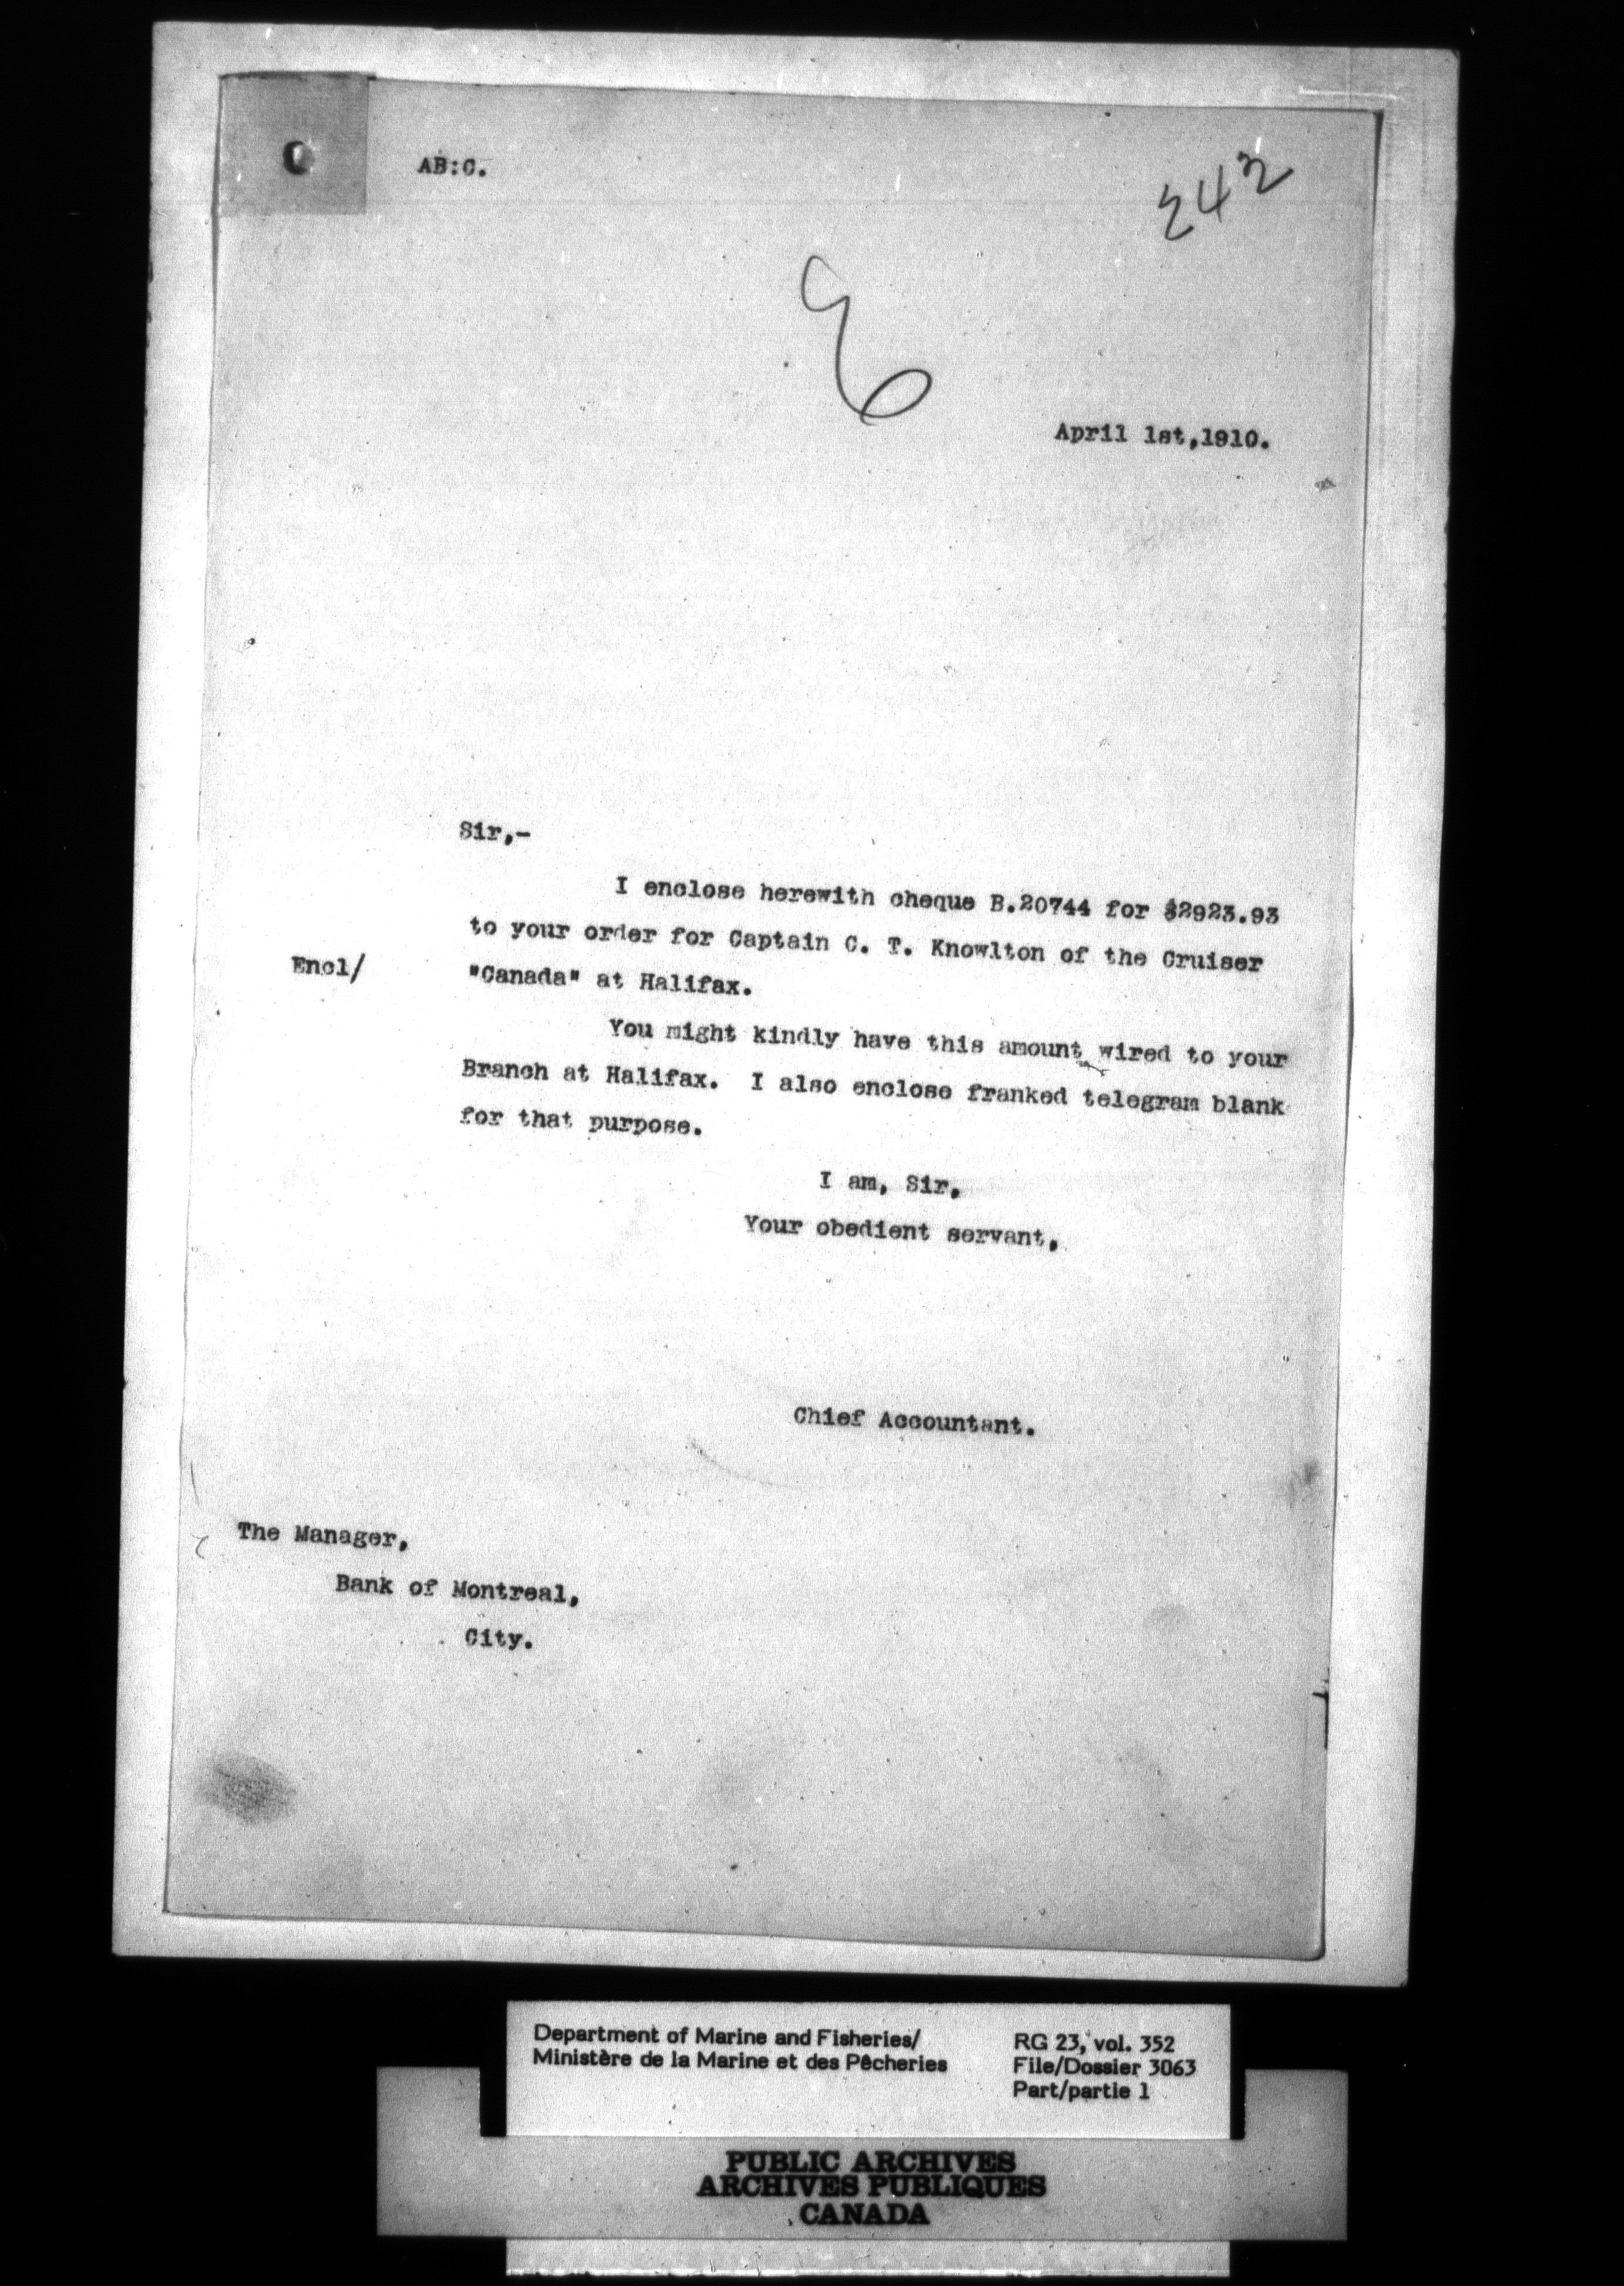 AB:C.
242
April 1st,1910.
Sir,-
I enclose herewith cheque B.20744 for $2923.93
to your order for Captain C. T. Knowlton of the Cruiser
Encl/
"Canada" at Halifax.
You might kindly have this amount wired to your
Branch at Halifax. I also enclose franked telegram blank
for that purpose.
I am, Sir,
Your obedient servant,
Chief Accountant.
The Manager,
Bank of Montreal,
City.
Department of Marine and Fisheries/
Ministère de la Marine et des Pêcheries
RG 23, vol. 352
File/Dossier 3063
Part/partie 1
PUBLIC ARCHIVES
ARCHIVES PUBLIQUES
CANADA